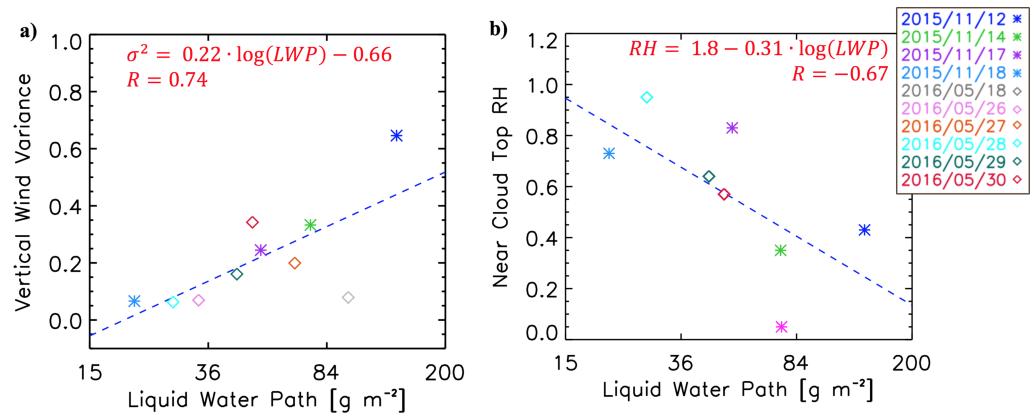 a)
σ² = 0.22 · log(LWP) – 0.66
R = 0.74
1.0
0.8
0.6
0.4
0.2
0.0
Vertical Wind Variance
15 36 84 200
Liquid Water Path [g m⁻²]
b)
RH = 1.8 – 0.31 · log(LWP)
R = –0.67
1.2
1.0
0.8
0.6
0.4
0.2
0.0
Near Cloud Top RH
15 36 84 200
Liquid Water Path [g m⁻²]
2015/11/12
2015/11/14
2015/11/17
2015/11/18
2016/05/18
2016/05/26
2016/05/27
2016/05/28
2016/05/29
2016/05/30